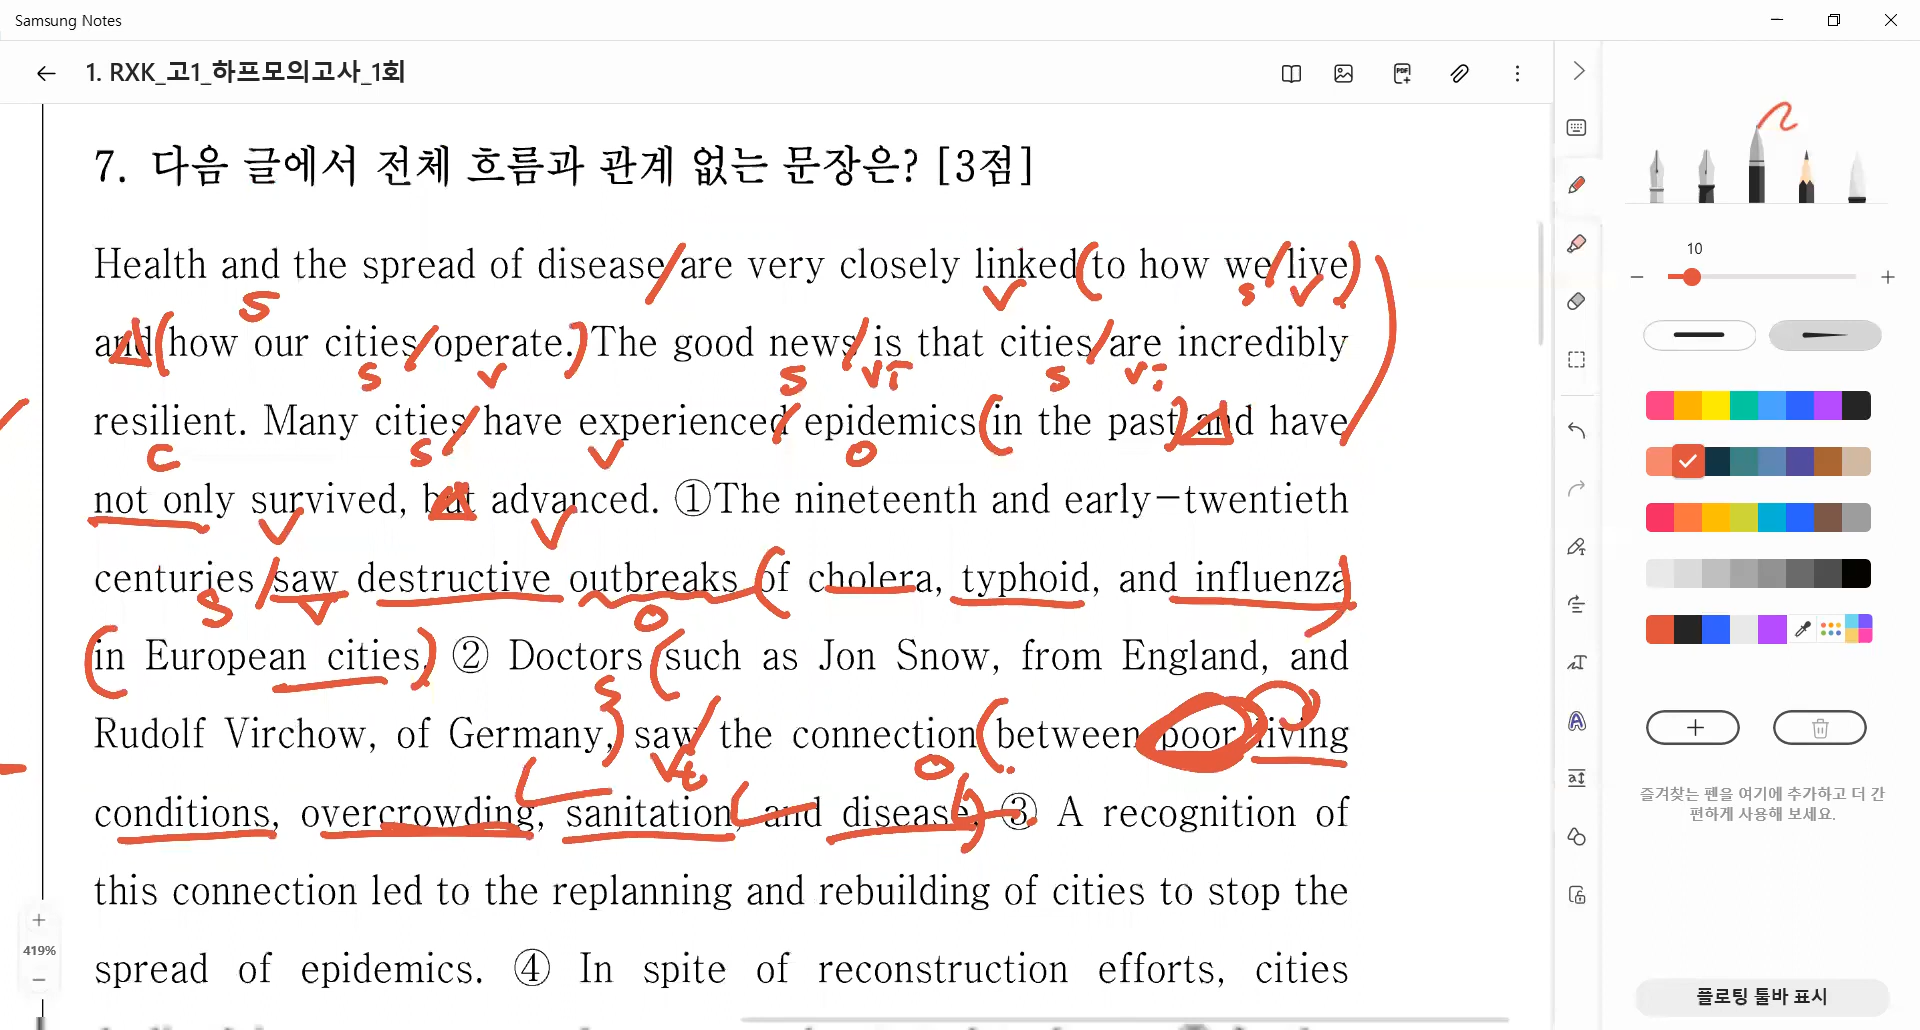 Samsung Notes
1. RXK_고1_하프모의고사_1회
7. 다음 글에서 전체 흐름과 관계 없는 문장은? [3점]
Health and the spread of disease are very closely linked to how we live
S V S V
and how our cities operate. The good news is that cities are incredibly
S V S Vi S Vi
resilient. Many cities have experienced epidemics in the past and have
C S V O
not only survived, but advanced. ①The nineteenth and early-twentieth
V V
centuries saw destructive outbreaks of cholera, typhoid, and influenza
S V O
in European cities. ② Doctors such as Jon Snow, from England, and
S
Rudolf Virchow, of Germany, saw the connection between poor living
Vt O
conditions, overcrowding, sanitation, and disease. ③ A recognition of
this connection led to the replanning and rebuilding of cities to stop the
spread of epidemics. ④ In spite of reconstruction efforts, cities
419%
10
즐겨찾는 펜을 여기에 추가하고 더 간
편하게 사용해 보세요.
플로팅 툴바 표시